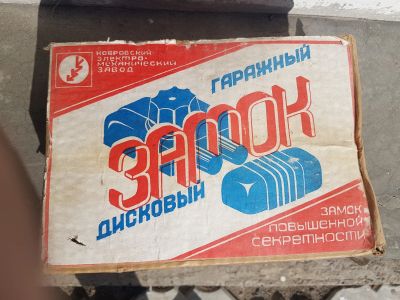 КОВРОВСКИЙ
ЭЛЕКТРО-
МЕХАНИЧЕСКИЙ
ЗАВОД
ГАРАЖНЫЙ
ЗАМОК
ДИСКОВЫЙ
ЗАМОК
ПОВЫШЕННОЙ
СЕКРЕТНОСТИ